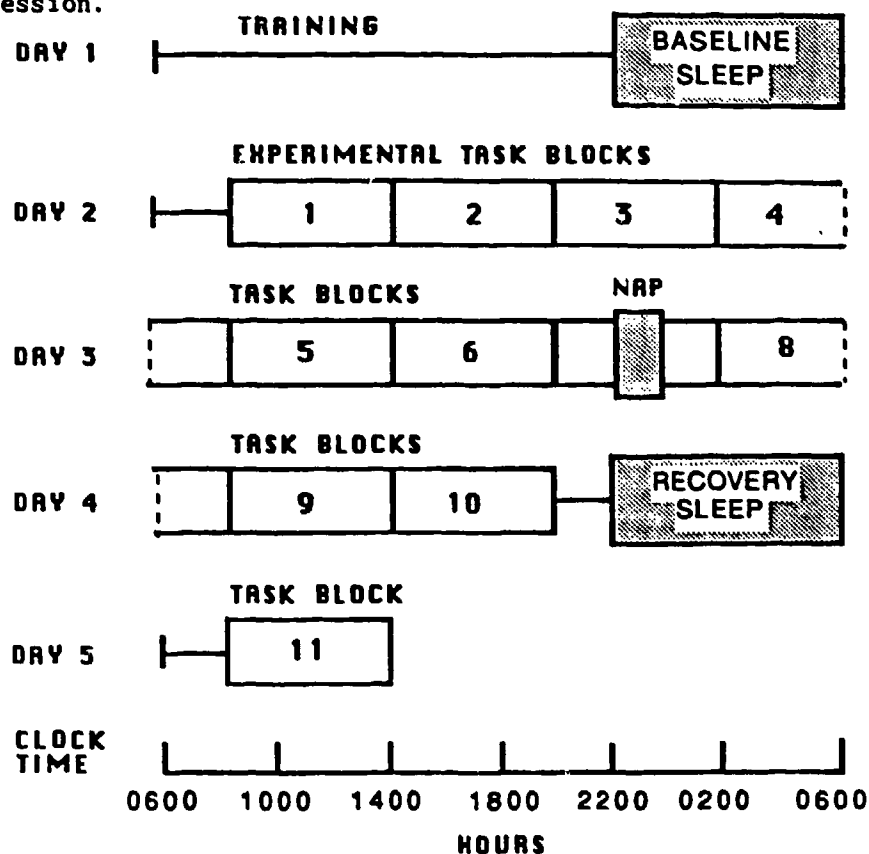 ession.
TRAINING
DAY 1
BASELINE
SLEEP
EXPERIMENTAL TASK BLOCKS
DAY 2
1
2
3
4
TASK BLOCKS
NAP
DAY 3
5
6
8
TASK BLOCKS
DAY 4
9
10
RECOVERY
SLEEP
TASK BLOCK
DAY 5
11
CLOCK
TIME
0600 1000 1400 1800 2200 0200 0600
HOURS